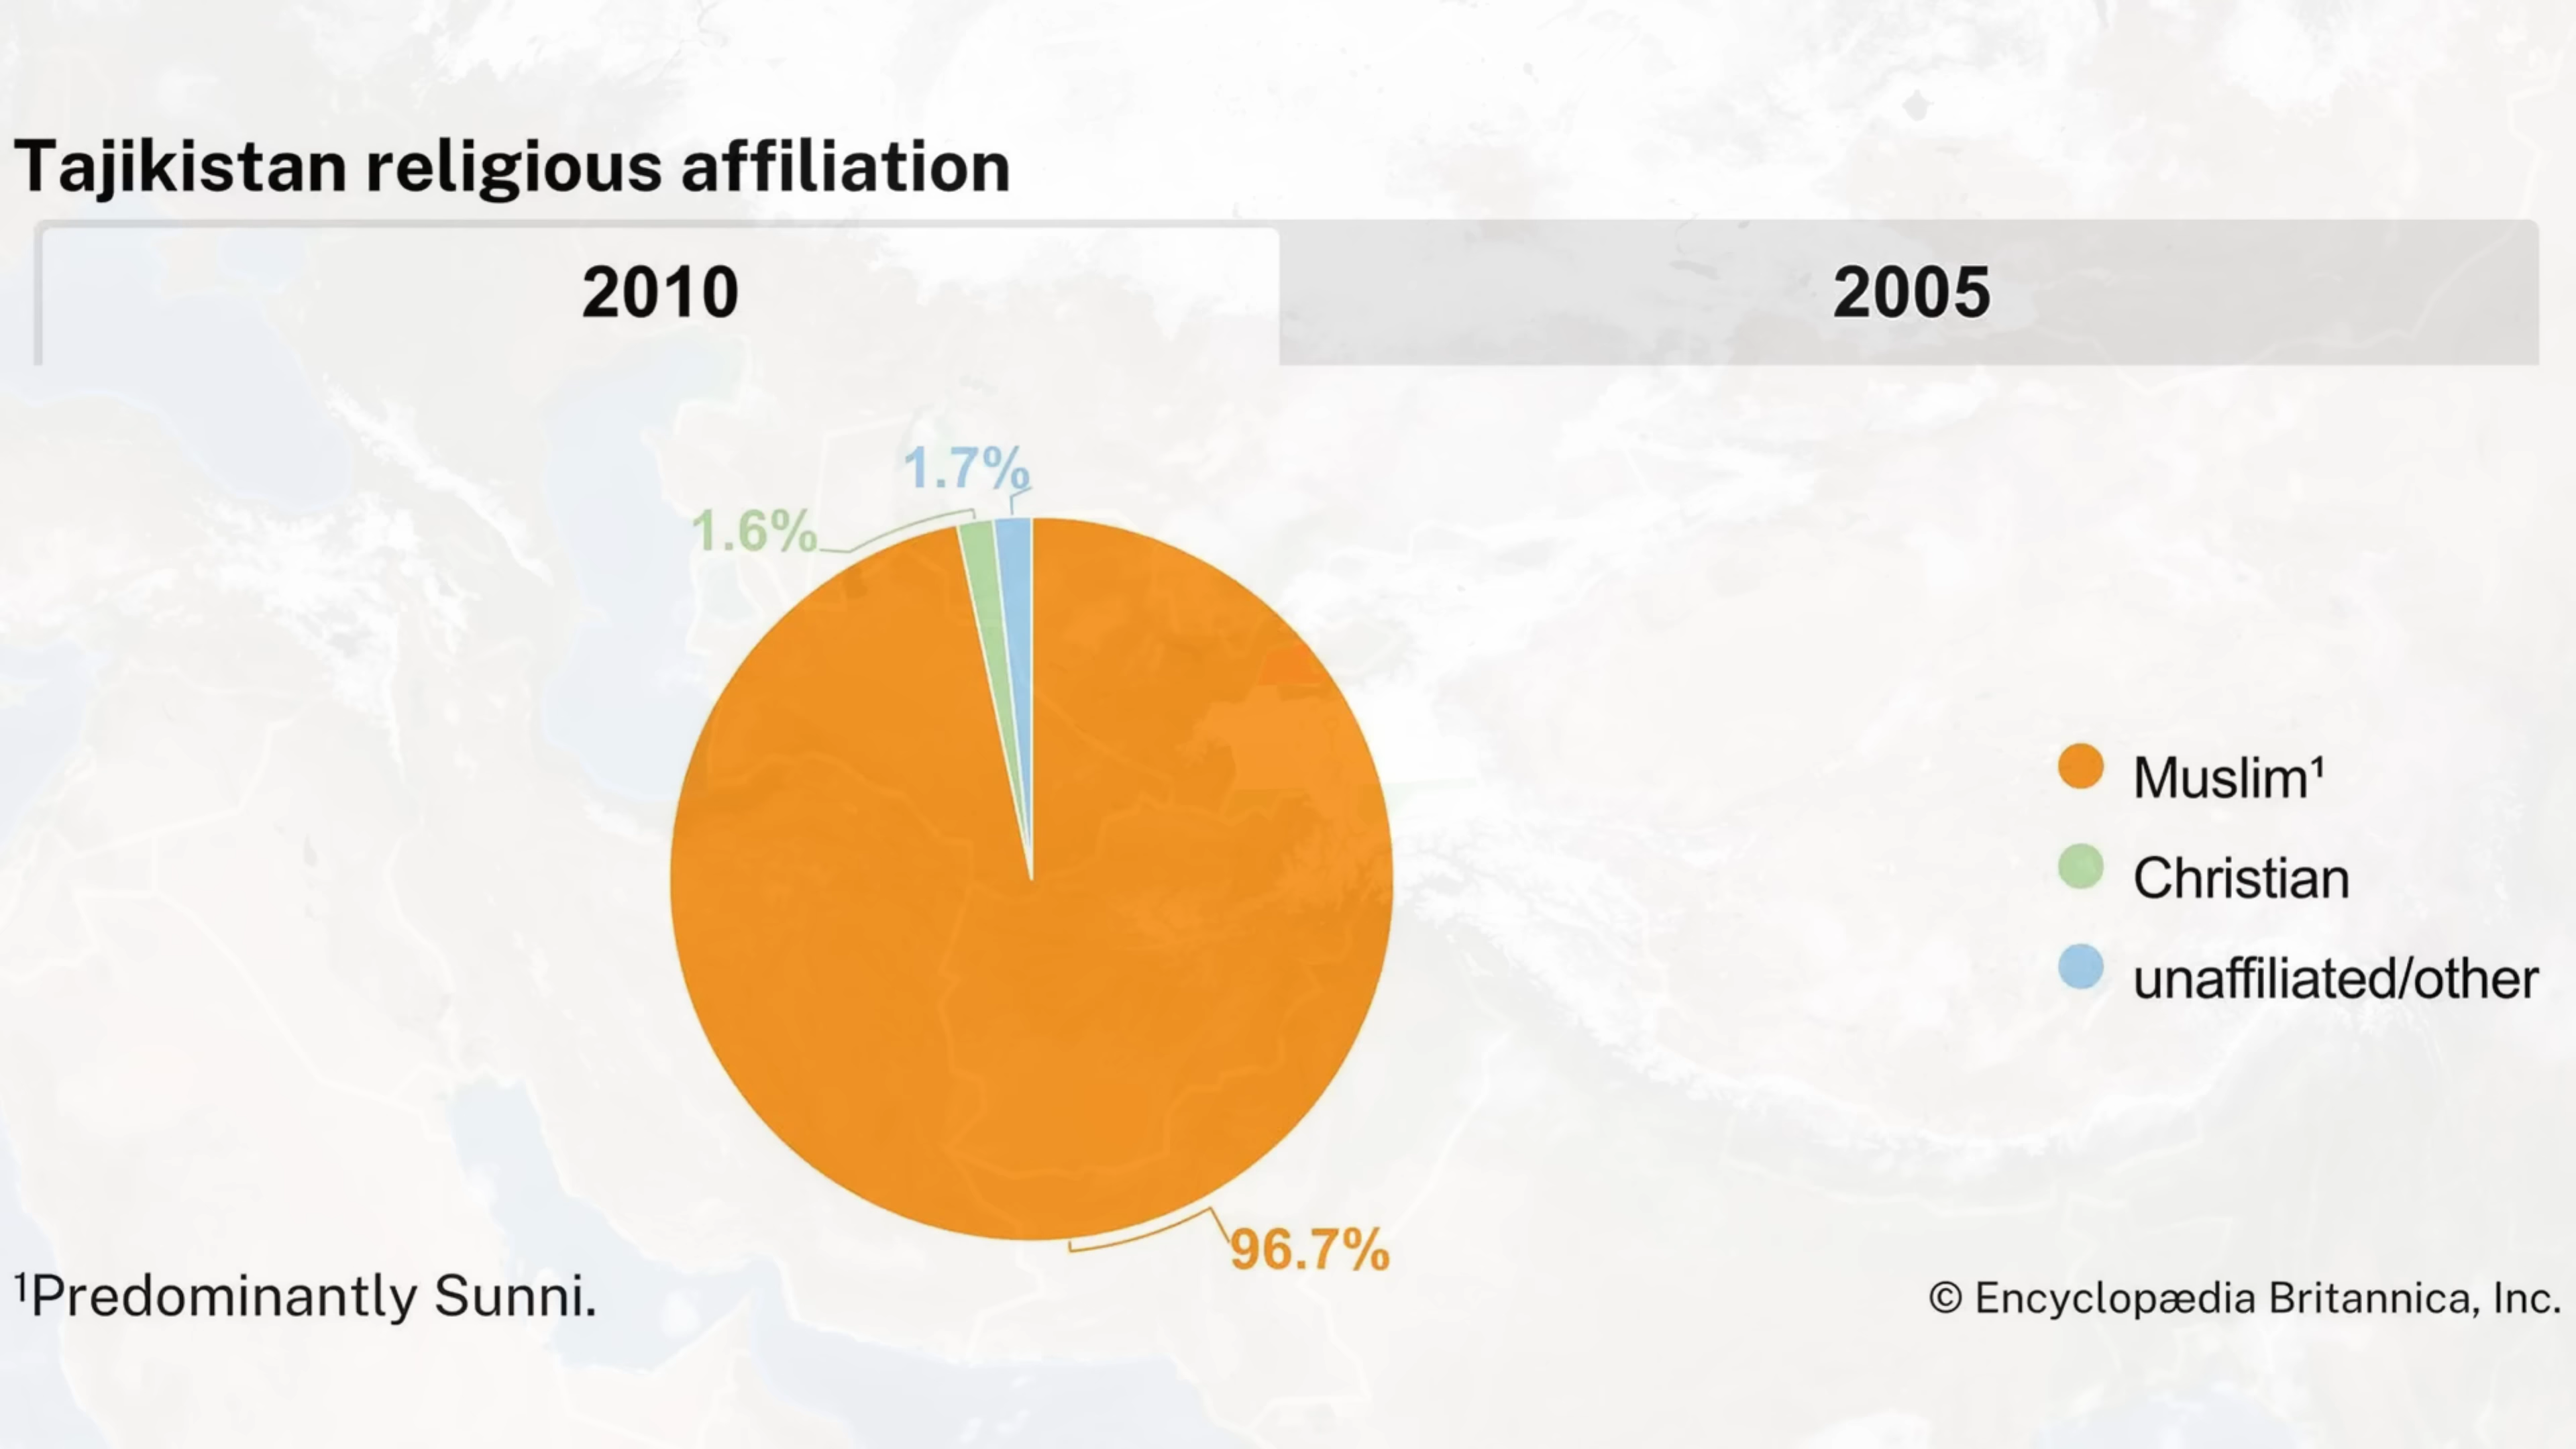 Tajikistan religious affiliation
2010
2005
1.7%
1.6%
Muslim¹
Christian
unaffiliated/other
96.7%
¹Predominantly Sunni.
© Encyclopædia Britannica, Inc.